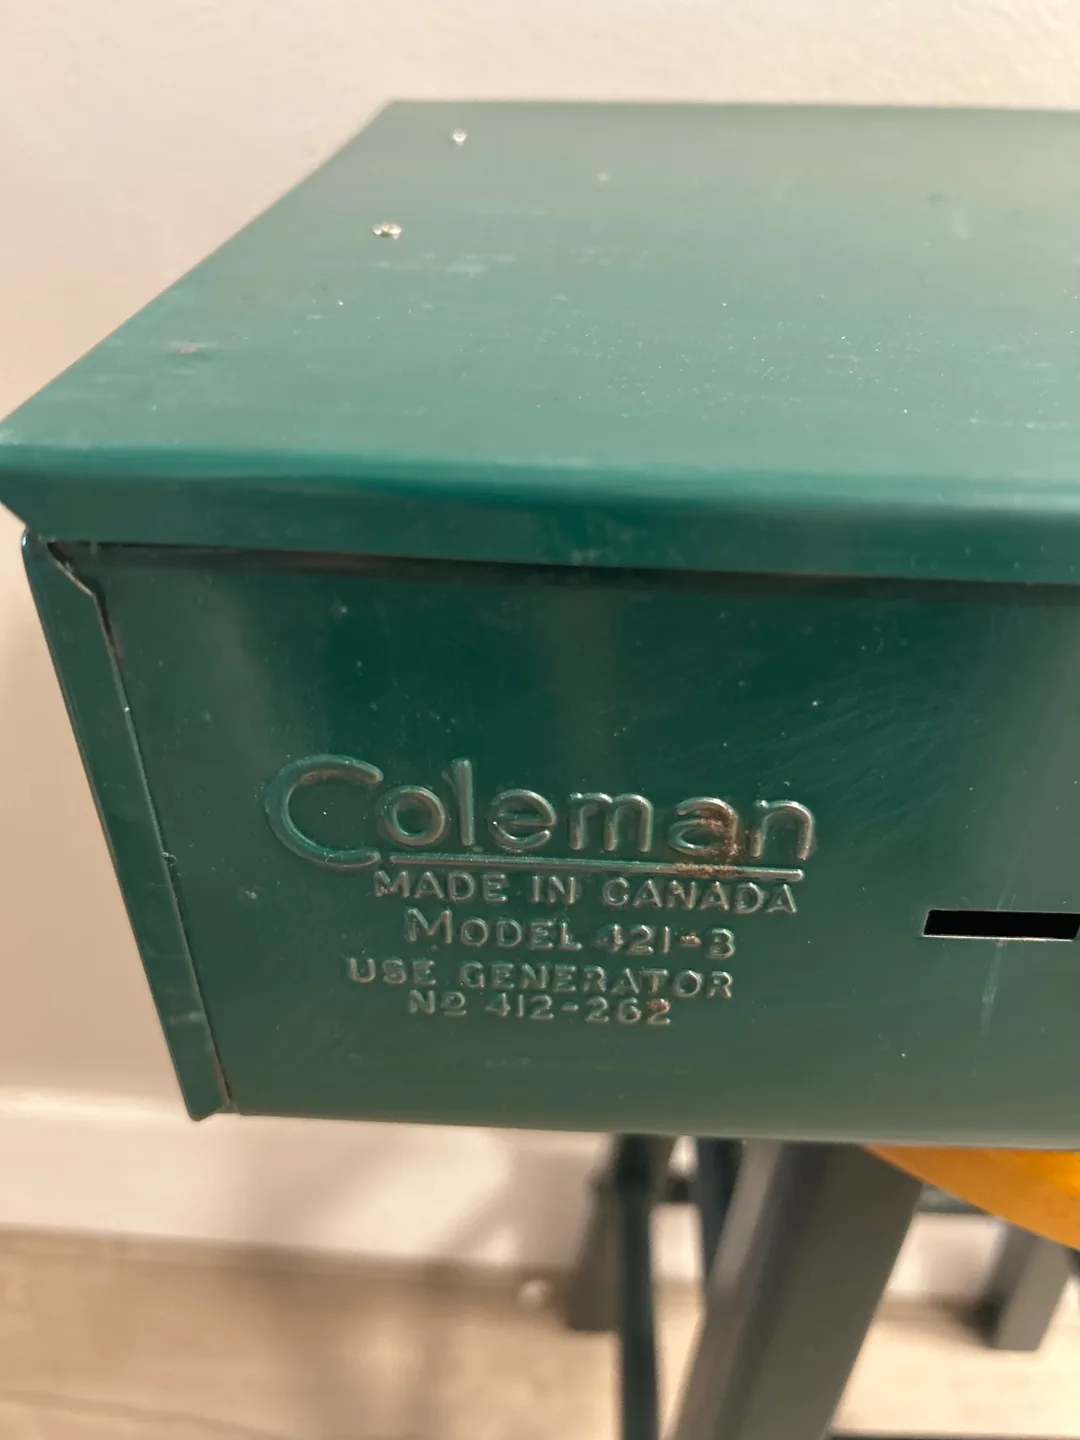 Coleman
MADE IN CANADA
MODEL 421-B
USE GENERATOR
No 412-262